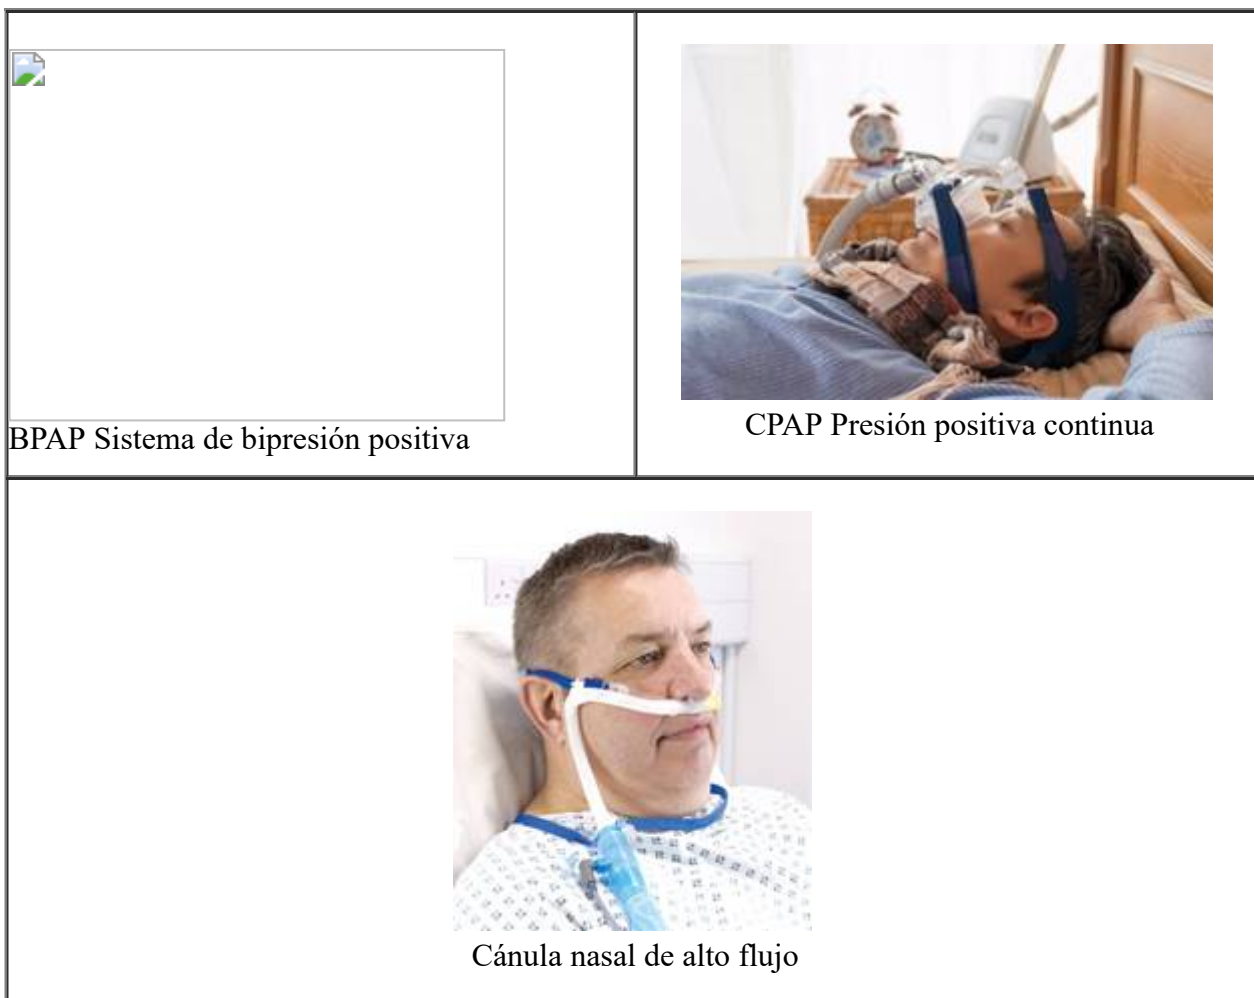 BPAP Sistema de bipresión positiva
CPAP Presión positiva continua
Cánula nasal de alto flujo